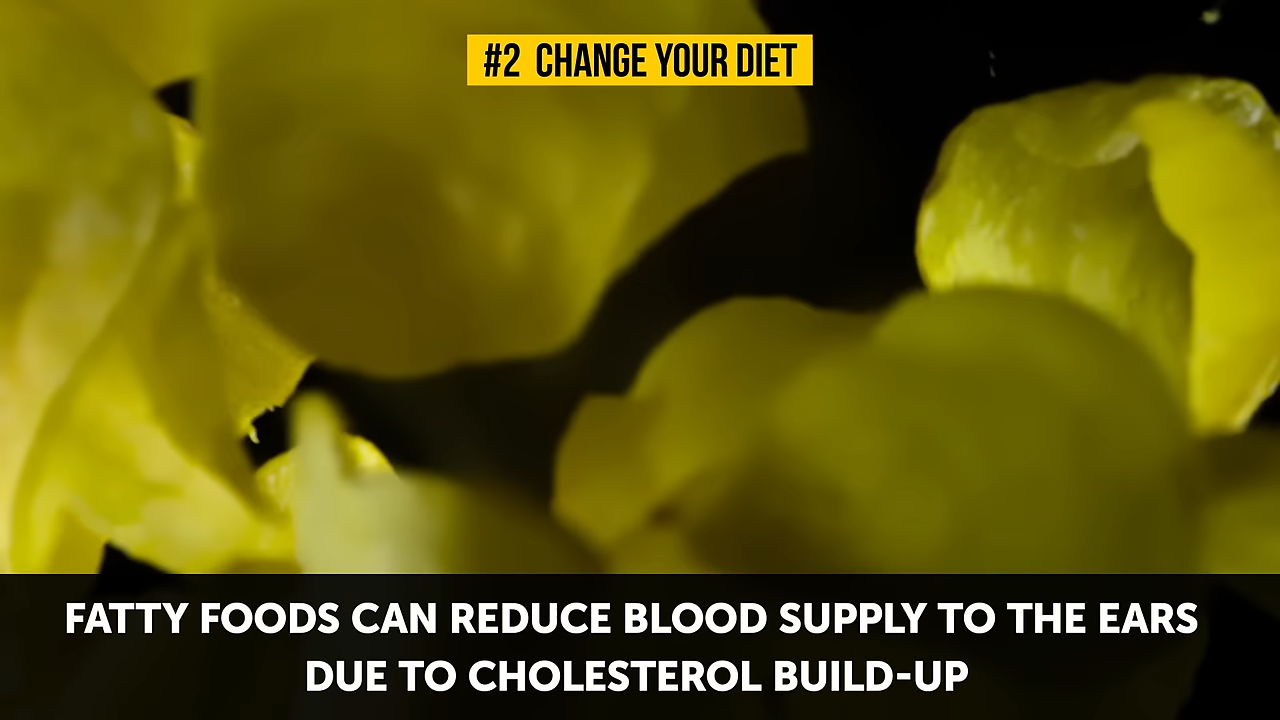 #2 CHANGE YOUR DIET
FATTY FOODS CAN REDUCE BLOOD SUPPLY TO THE EARS
DUE TO CHOLESTEROL BUILD-UP